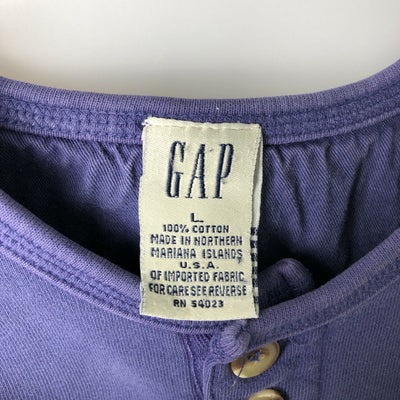 GAP
L
100% COTTON
MADE IN NORTHERN
MARIANA ISLANDS
U.S.A.
OF IMPORTED FABRIC
FOR CARE SEE REVERSE
RN 54023